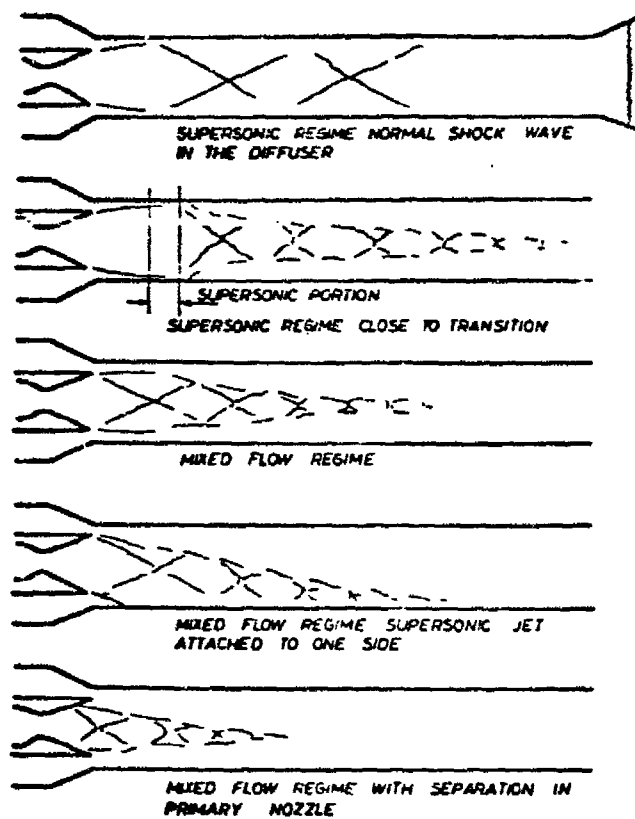 SUPERSONIC REGIME NORMAL SHOCK WAVE
IN THE DIFFUSER
SUPERSONIC PORTION
SUPERSONIC REGIME CLOSE TO TRANSITION
MIXED FLOW REGIME
MIXED FLOW REGIME SUPERSONIC JET
ATTACHED TO ONE SIDE
MIXED FLOW REGIME WITH SEPARATION IN
PRIMARY NOZZLE